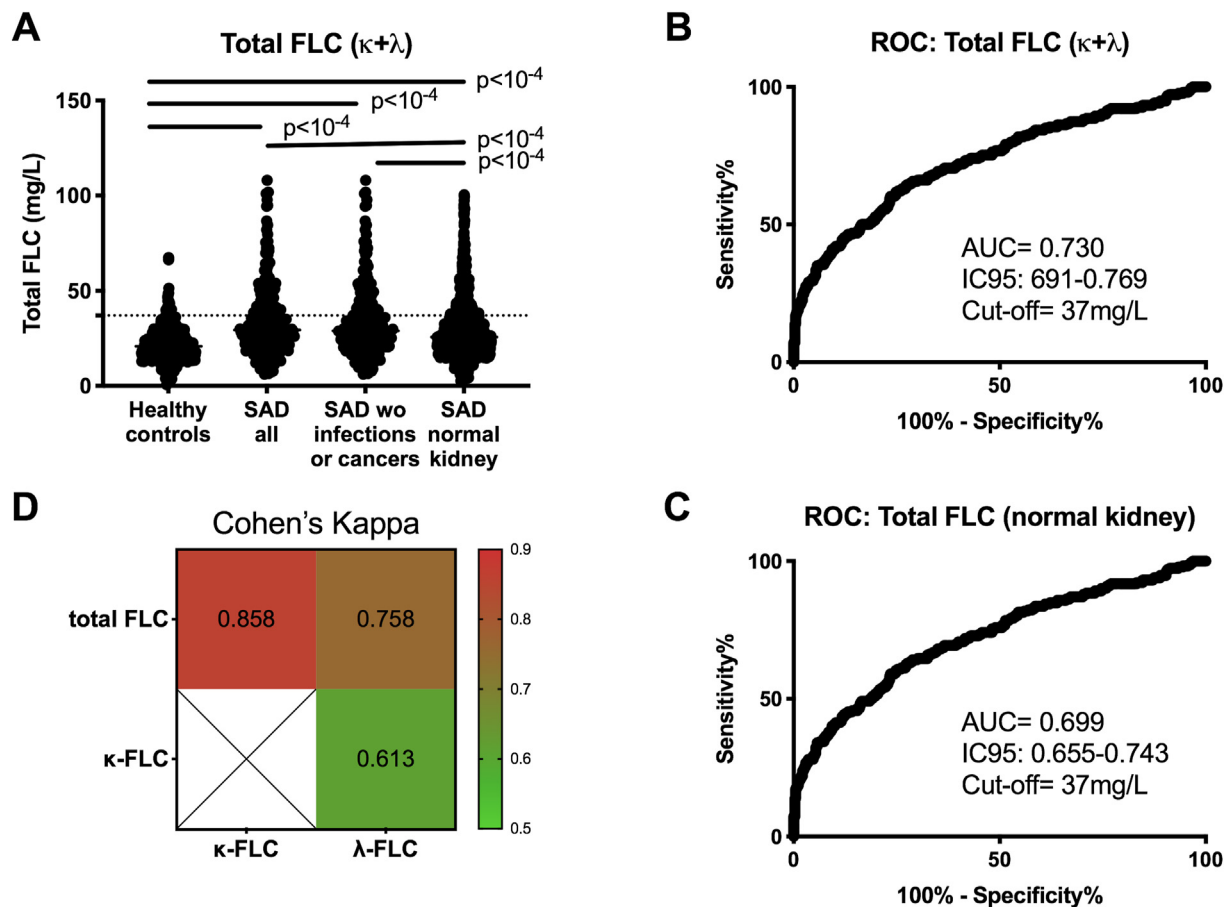 A
Total FLC (κ+λ)
p<10-4
p<10-4
p<10-4
p<10-4
p<10-4
Total FLC (mg/L)
150
100
50
0
Healthy
controls
SAD
all
SAD wo
infections
or cancers
SAD
normal
kidney
B
ROC: Total FLC (κ+λ)
Sensitivity%
100
50
0
AUC= 0.730
IC95: 691-0.769
Cut-off= 37mg/L
0
50
100
100% - Specificity%
D
Cohen's Kappa
total FLC
0.858
0.758
κ-FLC
0.613
κ-FLC
λ-FLC
0.9
0.8
0.7
0.6
0.5
C
ROC: Total FLC (normal kidney)
Sensitivity%
100
50
0
AUC= 0.699
IC95: 0.655-0.743
Cut-off= 37mg/L
0
50
100
100% - Specificity%